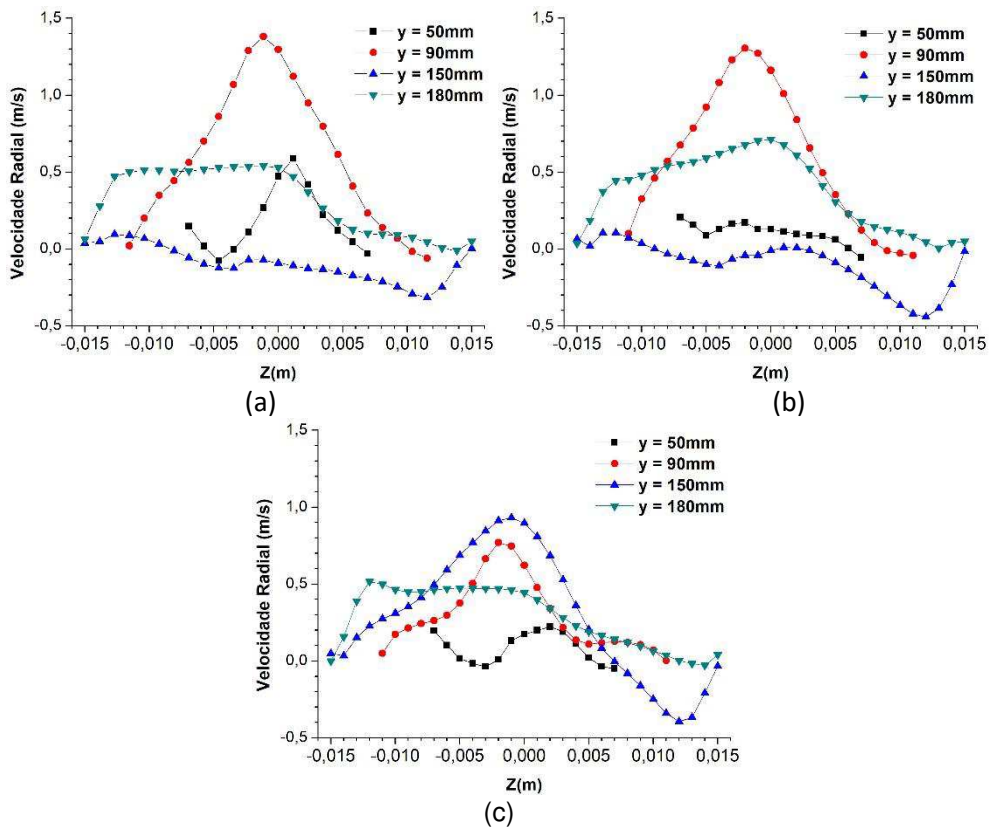 1,5
1,0
0,5
0,0
-0,5
Velocidade Radial (m/s)
y = 50mm
y = 90mm
y = 150mm
y = 180mm
-0,015 -0,010 -0,005 0,000 0,005 0,010 0,015
Z(m)
(a)
1,5
1,0
0,5
0,0
-0,5
Velocidade Radial (m/s)
y = 50mm
y = 90mm
y = 150mm
y = 180mm
-0,015 -0,010 -0,005 0,000 0,005 0,010 0,015
Z(m)
(b)
1,5
1,0
0,5
0,0
-0,5
Velocidade Radial (m/s)
y = 50mm
y = 90mm
y = 150mm
y = 180mm
-0,015 -0,010 -0,005 0,000 0,005 0,010 0,015
Z(m)
(c)